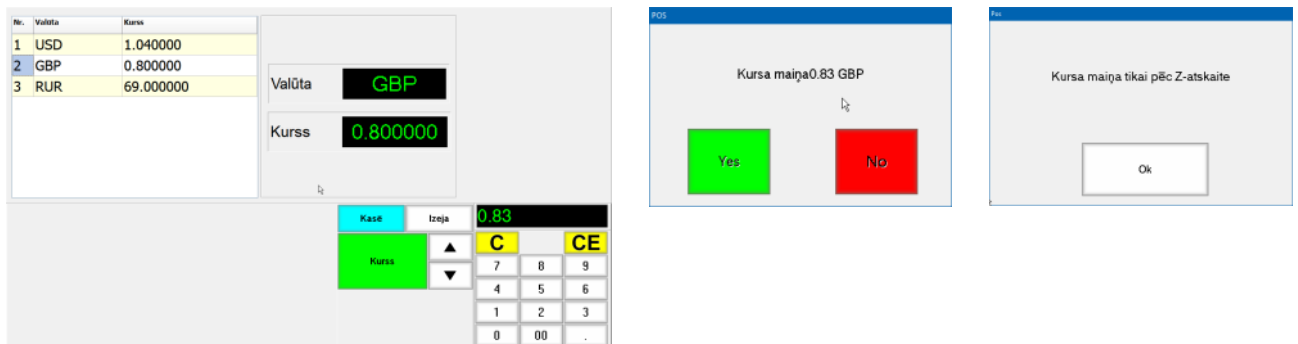 Nr. Valūta Kurss
1 USD 1.040000
2 GBP 0.800000
3 RUR 69.000000
Valūta GBP
Kurss 0.800000
Kasē Izeja 0.83
Kurss ▲ C CE
▼ 7 8 9
4 5 6
1 2 3
0 00 .
POS
Kursa maiņa0.83 GBP
Yes No
Pos
Kursa maiņa tikai pēc Z-atskaite
Ok